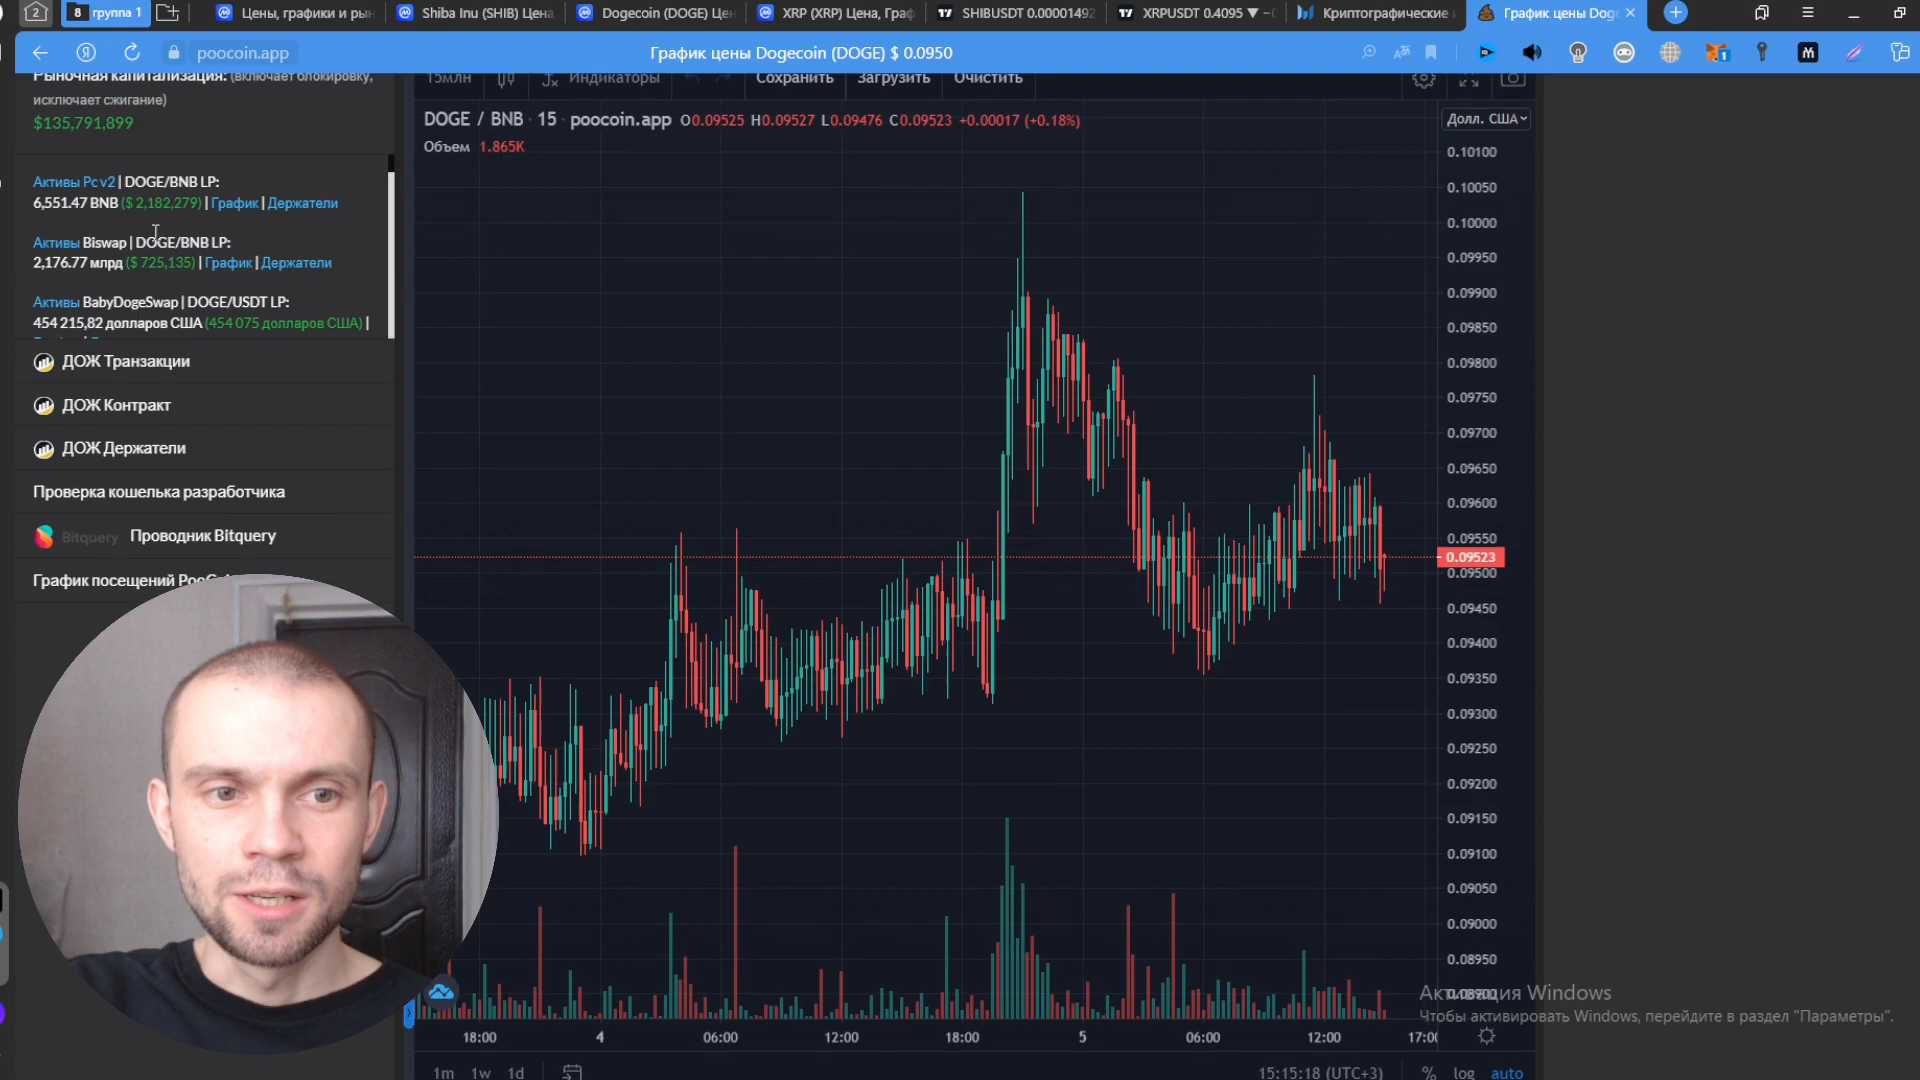 2
8 группа 1
Цены, графики и рын
Shiba Inu (SHIB) Цена
Dogecoin (DOGE) Цен
XRP (XRP) Цена, Граф
SHIBUSDT 0.00001492
XRPUSDT 0.4095 ▼ −
Криптографические
График цены Dog
poocoin.app
График цены Dogecoin (DOGE) $ 0.0950
Рыночная капитализация: (включает блокировку,
исключает сжигание)
$135,791,899
Активы Pc v2 | DOGE/BNB LP:
6,551.47 BNB ($ 2,182,279) | График | Держатели
Активы Biswap | DOGE/BNB LP:
2,176.77 млрд ($ 725,135) | График | Держатели
Активы BabyDogeSwap | DOGE/USDT LP:
454 215,82 долларов США (454 075 долларов США) |
ДОЖ Транзакции
ДОЖ Контракт
ДОЖ Держатели
Проверка кошелька разработчика
Bitquery Проводник Bitquery
График посещений
15млн
Индикаторы
Сохранить
Загрузить
Очистить
DOGE / BNB · 15 · poocoin.app O0.09525 H0.09527 L0.09476 C0.09523 +0.00017 (+0.18%)
Объем 1.865K
Долл. США
0.10100
0.10050
0.10000
0.09950
0.09900
0.09850
0.09800
0.09750
0.09700
0.09650
0.09600
0.09550
0.09523
0.09500
0.09450
0.09400
0.09350
0.09300
0.09250
0.09200
0.09150
0.09100
0.09050
0.09000
0.08950
0.08900
Активация Windows
Чтобы активировать Windows, перейдите в раздел "Параметры".
18:00 4 06:00 12:00 18:00 5 06:00 12:00 17:00
1m 1w 1d
15:15:18 (UTC+3) % log auto